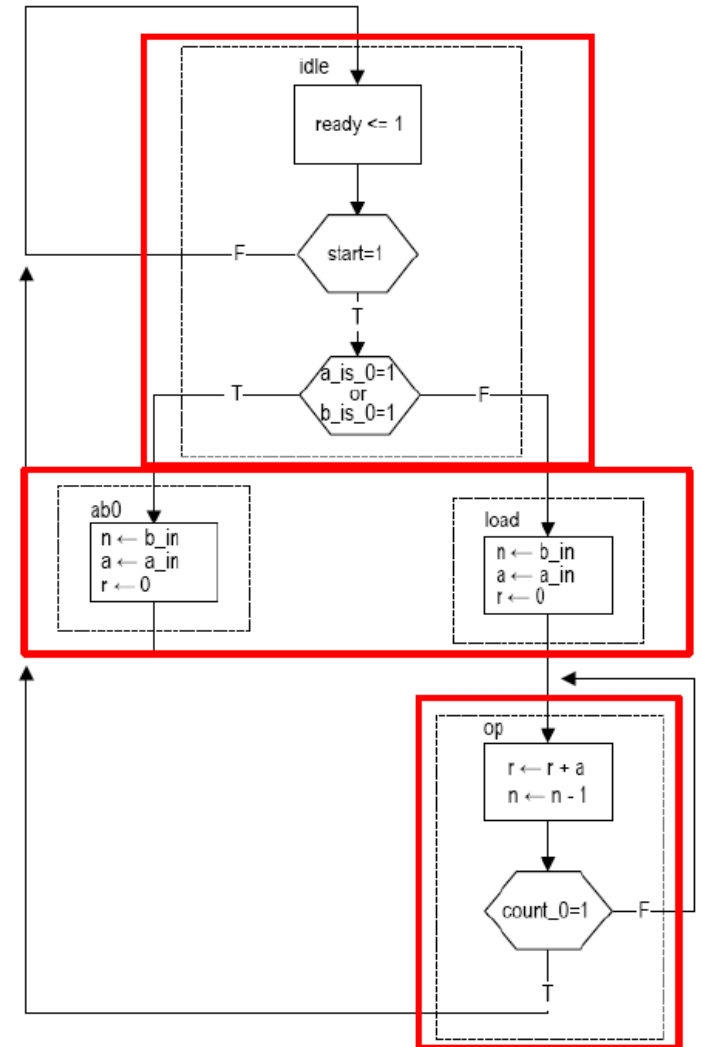 idle
ready <= 1
F
start=1
T
a_is_0=1
or
b_is_0=1
T
F
ab0
n ← b_in
a ← a_in
r ← 0
load
n ← b_in
a ← a_in
r ← 0
op
r ← r + a
n ← n - 1
count_0=1
F
T